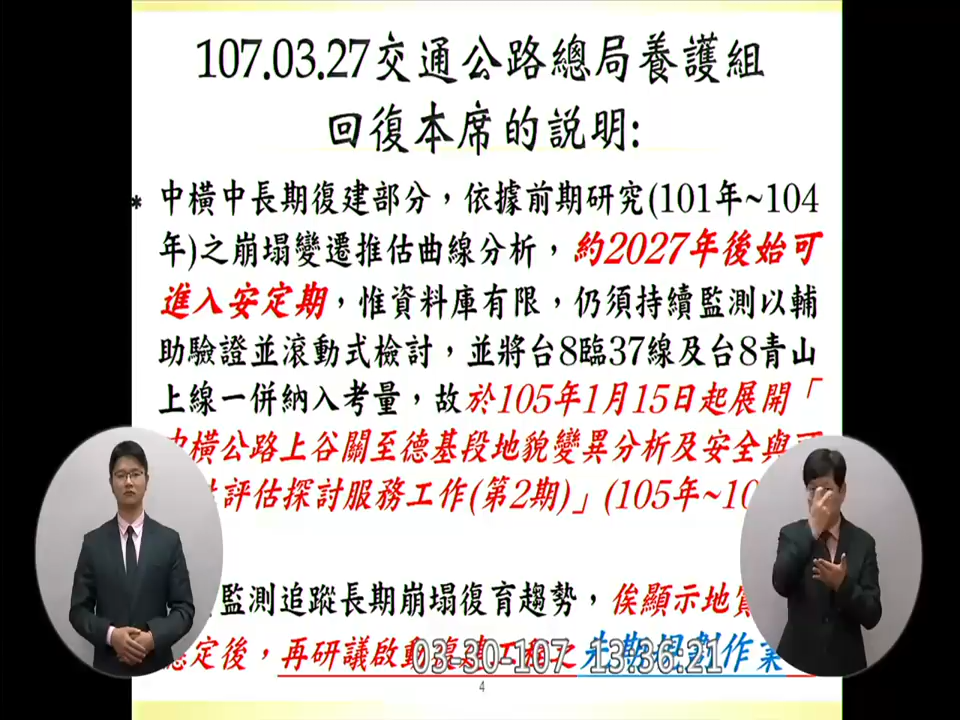 107.03.27交通公路總局養護組
回復本席的說明:
* 中橫中長期復建部分，依據前期研究(101年~104
年)之崩塌變遷推估曲線分析，約2027年後始可
進入安定期，惟資料庫有限，仍須持續監測以輔
助驗證並滾動式檢討，並將台8臨37線及台8青山
上線一併納入考量，故於105年1月15日起展開「
橫公路上谷關至德基段地貌變異分析及安全與
評估探討服務工作(第2期)」(105年~10
監測追蹤長期崩塌復育趨勢，俟顯示地
定後，再研議啟動復建工程之 作業
03-30-107 13:36:21
4